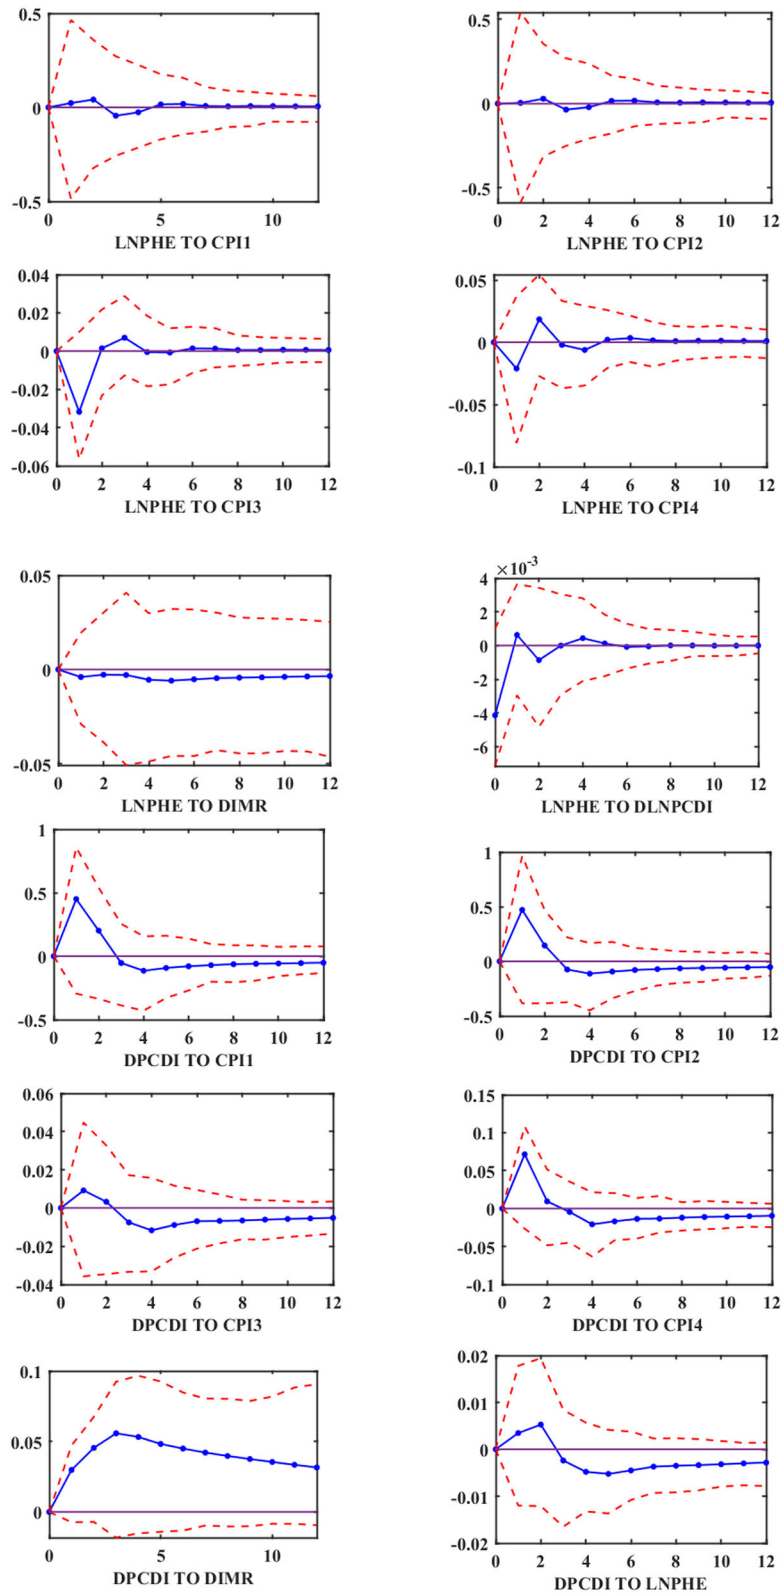 0.5
0
-0.5
0 5 10
LNPHE TO CPI1
0.5
0
-0.5
0 2 4 6 8 10 12
LNPHE TO CPI2
0.04
0.02
0
-0.02
-0.04
-0.06
0 2 4 6 8 10 12
LNPHE TO CPI3
0.05
0
-0.05
-0.1
0 2 4 6 8 10 12
LNPHE TO CPI4
0.05
0
-0.05
0 2 4 6 8 10 12
LNPHE TO DIMR
×10-3
4
2
0
-2
-4
-6
0 2 4 6 8 10 12
LNPHE TO DLNPCDI
1
0.5
0
-0.5
0 2 4 6 8 10 12
DPCDI TO CPI1
1
0.5
0
-0.5
0 2 4 6 8 10 12
DPCDI TO CPI2
0.06
0.04
0.02
0
-0.02
-0.04
0 2 4 6 8 10 12
DPCDI TO CPI3
0.15
0.1
0.05
0
-0.05
-0.1
0 2 4 6 8 10 12
DPCDI TO CPI4
0.1
0.05
0
0 5 10
DPCDI TO DIMR
0.02
0.01
0
-0.01
-0.02
0 2 4 6 8 10 12
DPCDI TO LNPHE